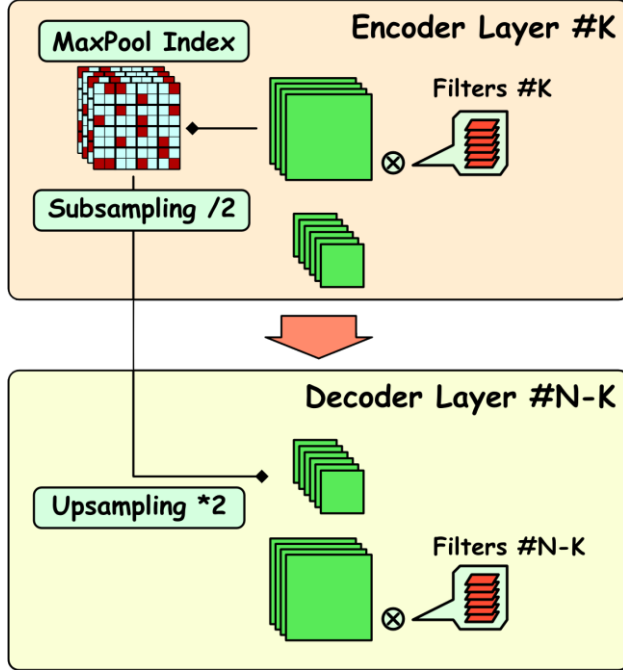 Encoder Layer #K
MaxPool Index
Filters #K
Subsampling /2
Decoder Layer #N-K
Upsampling *2
Filters #N-K